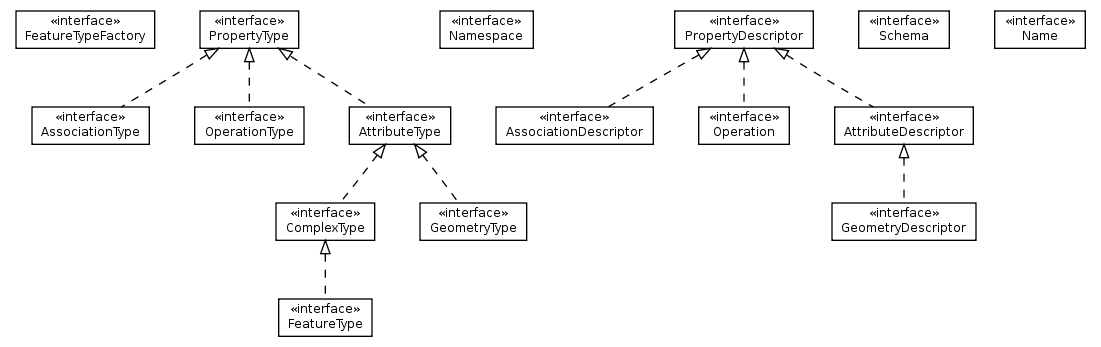 «interface»
FeatureTypeFactory
«interface»
PropertyType
«interface»
Namespace
«interface»
PropertyDescriptor
«interface»
Schema
«interface»
Name
«interface»
AssociationType
«interface»
OperationType
«interface»
AttributeType
«interface»
AssociationDescriptor
«interface»
Operation
«interface»
AttributeDescriptor
«interface»
ComplexType
«interface»
GeometryType
«interface»
GeometryDescriptor
«interface»
FeatureType